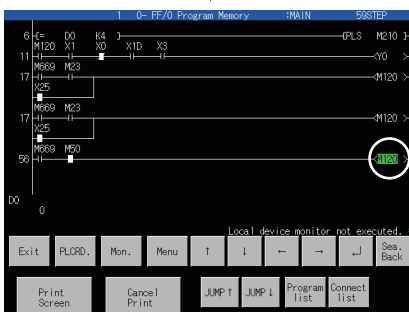 1 0- FF/0 Program Memory :MAIN 59STEP
6 [= D0 K4 ] [PLS M210 ]
M120 X1 X0 X1D X3
11 <Y0 >
M669 M23
17 <M120 >
X25
M669 M23
17 <M120 >
X25
M669 M50
56 <M120 >
D0
0
Local device monitor not executed.
Exit PLCRD. Mon. Menu ↑ ↓ ← → ↵ Sea. Back
Print Screen Cancel Print JUMP↑ JUMP↓ Program list Connect list